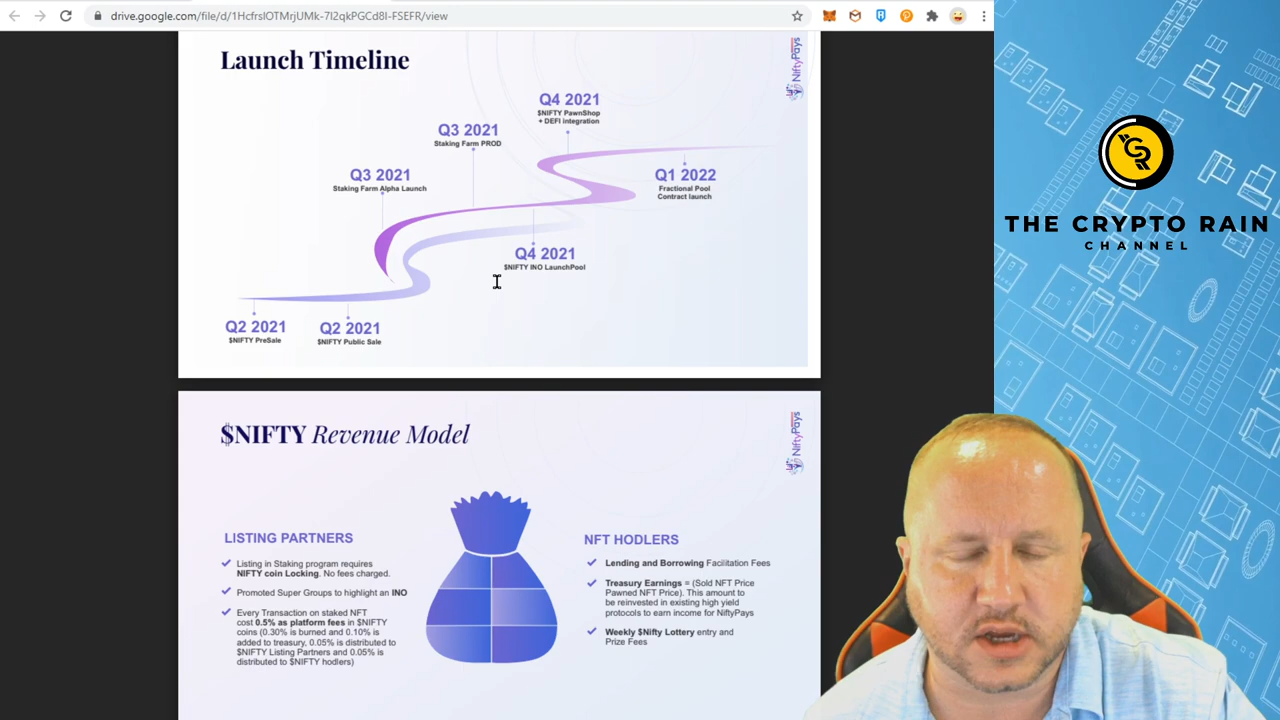 drive.google.com/file/d/1HcfrsIOTMrjUMk-7I2qkPGCd8I-FSEFR/view
Launch Timeline
NiftyPays
Q4 2021
$NIFTY PawnShop
+ DEFI integration
Q3 2021
Staking Farm PROD
Q3 2021
Staking Farm Alpha Launch
Q1 2022
Fractional Pool
Contract launch
Q4 2021
$NIFTY INO LaunchPool
Q2 2021
$NIFTY PreSale
Q2 2021
$NIFTY Public Sale
$NIFTY Revenue Model
NiftyPays
LISTING PARTNERS
Listing in Staking program requires
NIFTY coin Locking. No fees charged.
Promoted Super Groups to highlight an INO
Every Transaction on staked NFT
cost 0.5% as platform fees in $NIFTY
coins (0.30% is burned and 0.10% is
added to treasury, 0.05% is distributed to
$NIFTY Listing Partners and 0.05% is
distributed to $NIFTY hodlers)
NFT HODLERS
Lending and Borrowing Facilitation Fees
Treasury Earnings = (Sold NFT Price
Pawned NFT Price). This amount to
be reinvested in existing high yield
protocols to earn income for NiftyPays
Weekly $Nifty Lottery entry and
Prize Fees
THE CRYPTO RAIN
CHANNEL